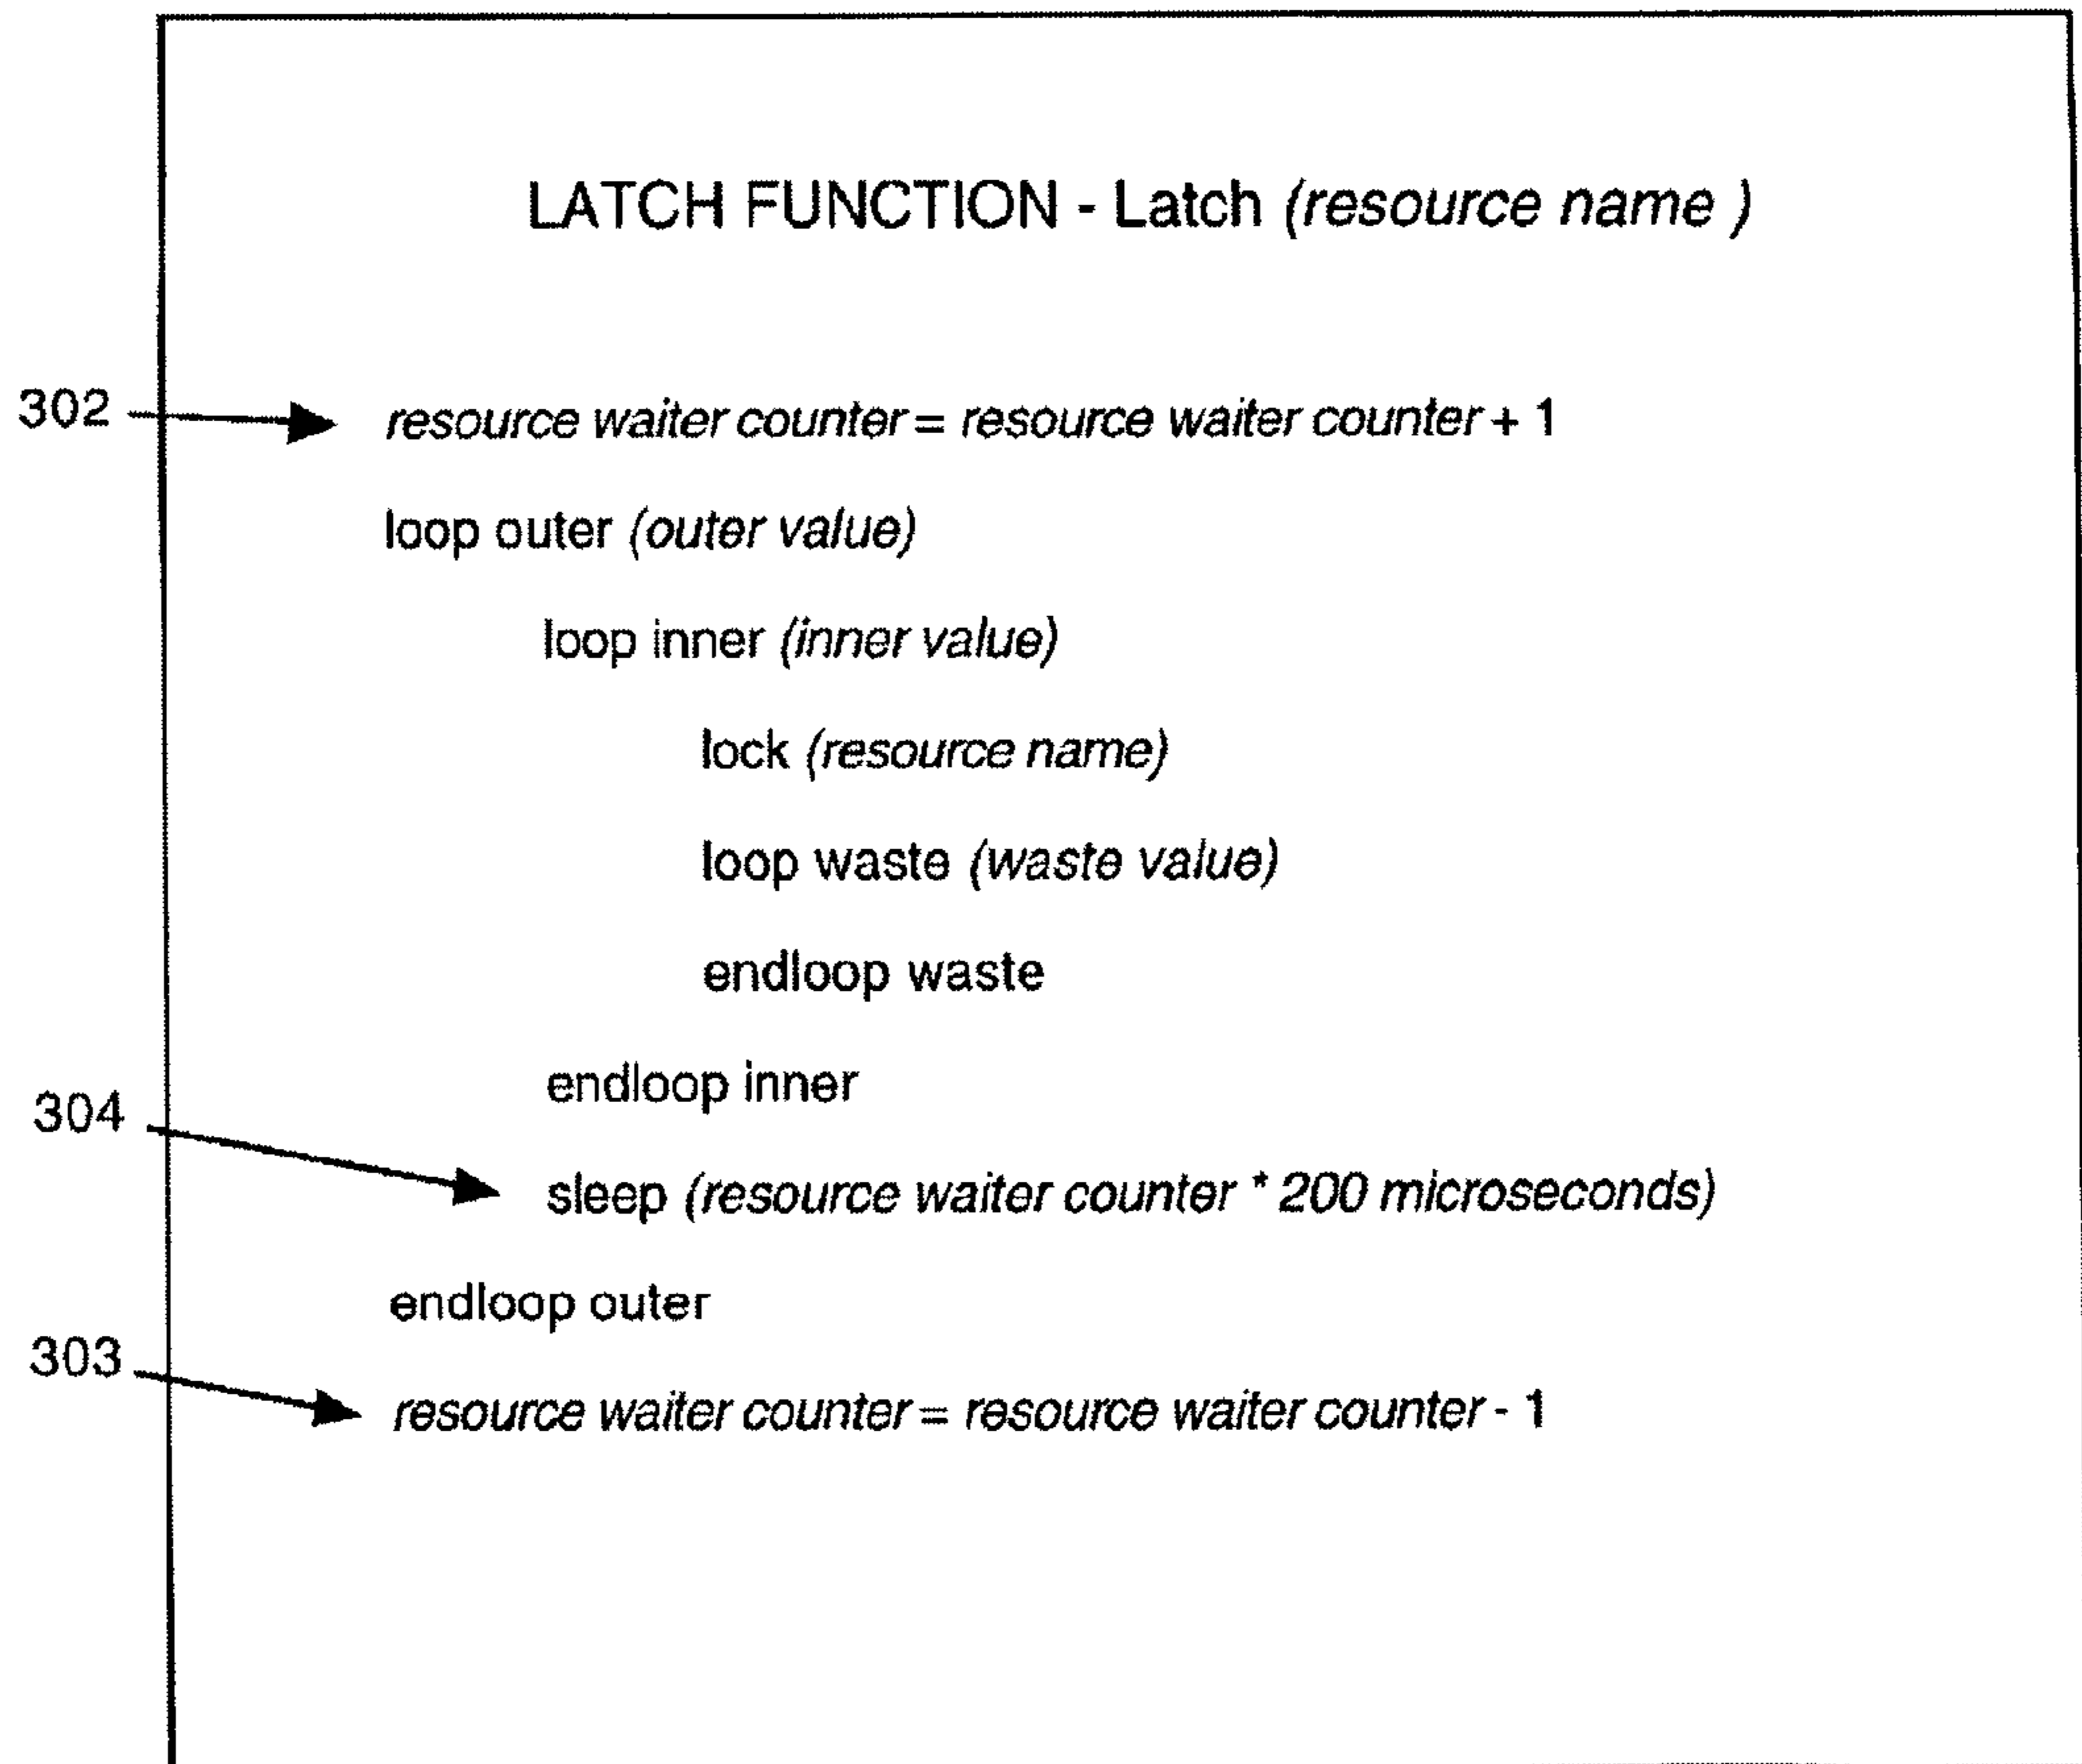 LATCH FUNCTION - Latch (resource name )
302
resource waiter counter = resource waiter counter + 1
loop outer (outer value)
loop inner (inner value)
lock (resource name)
loop waste (waste value)
endloop waste
endloop inner
304
sleep (resource waiter counter * 200 microseconds)
endloop outer
303
resource waiter counter = resource waiter counter - 1